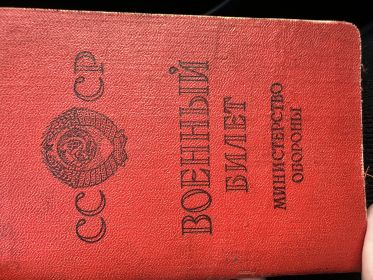 СССР
ВОЕННЫЙ
БИЛЕТ
МИНИСТЕРСТВО
ОБОРОНЫ